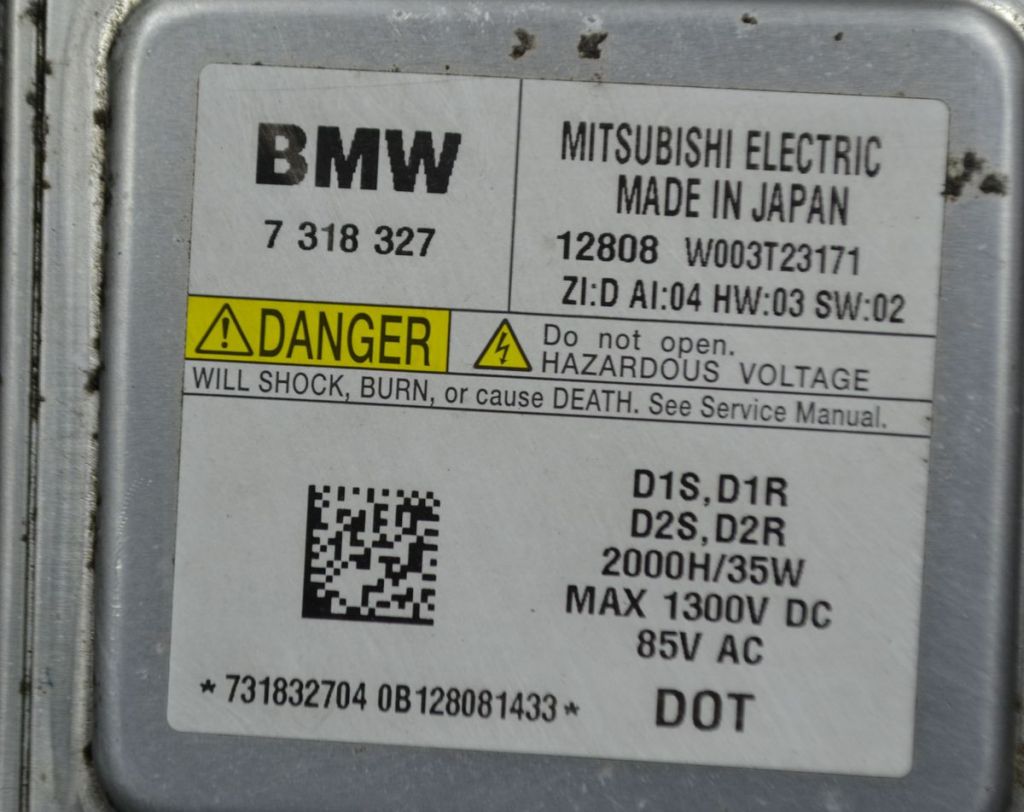 BMW
7 318 327
MITSUBISHI ELECTRIC
MADE IN JAPAN
12808 W003T23171
ZI:D AI:04 HW:03 SW:02
DANGER
Do not open.
HAZARDOUS VOLTAGE
WILL SHOCK, BURN, or cause DEATH. See Service Manual.
D1S,D1R
D2S,D2R
2000H/35W
MAX 1300V DC
85V AC
*731832704 0B128081433*
DOT